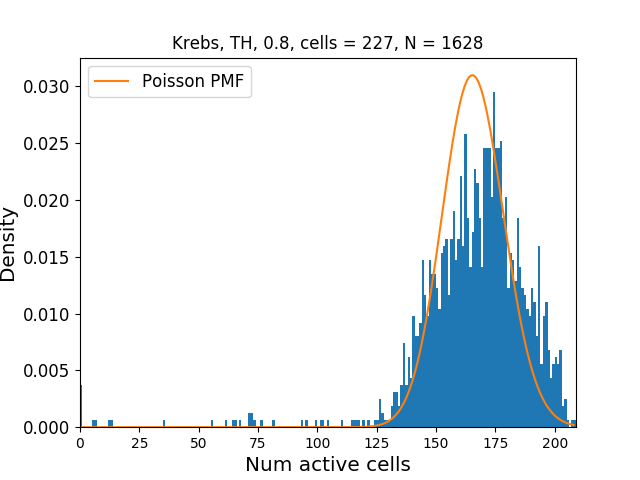 Krebs, TH, 0.8, cells = 227, N = 1628
Poisson PMF
0.030
0.025
0.020
0.015
0.010
0.005
0.000
Density
0 25 50 75 100 125 150 175 200
Num active cells